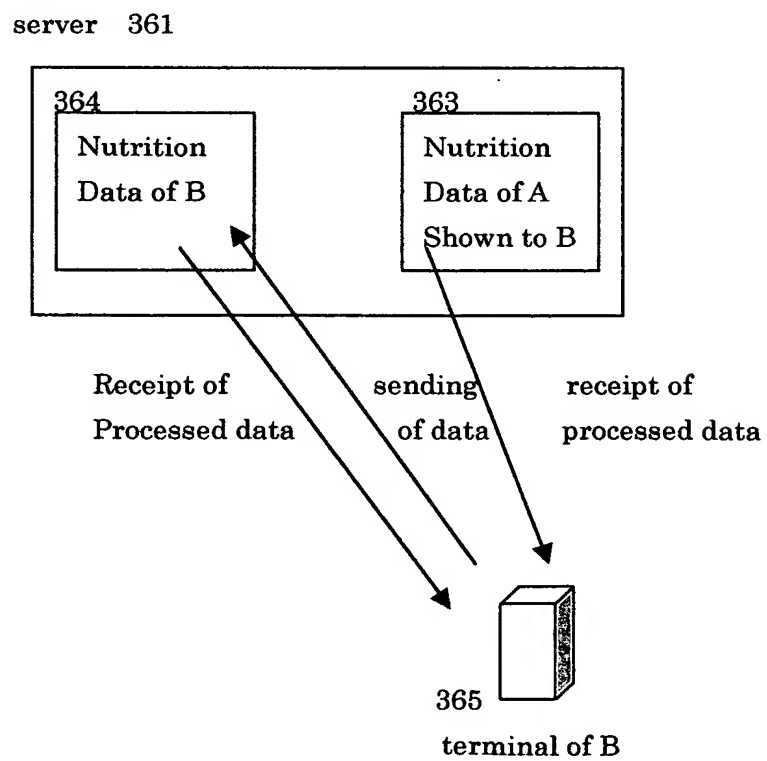 server 361
364
Nutrition
Data of B
363
Nutrition
Data of A
Shown to B
Receipt of
Processed data
sending
of data
receipt of
processed data
365
terminal of B